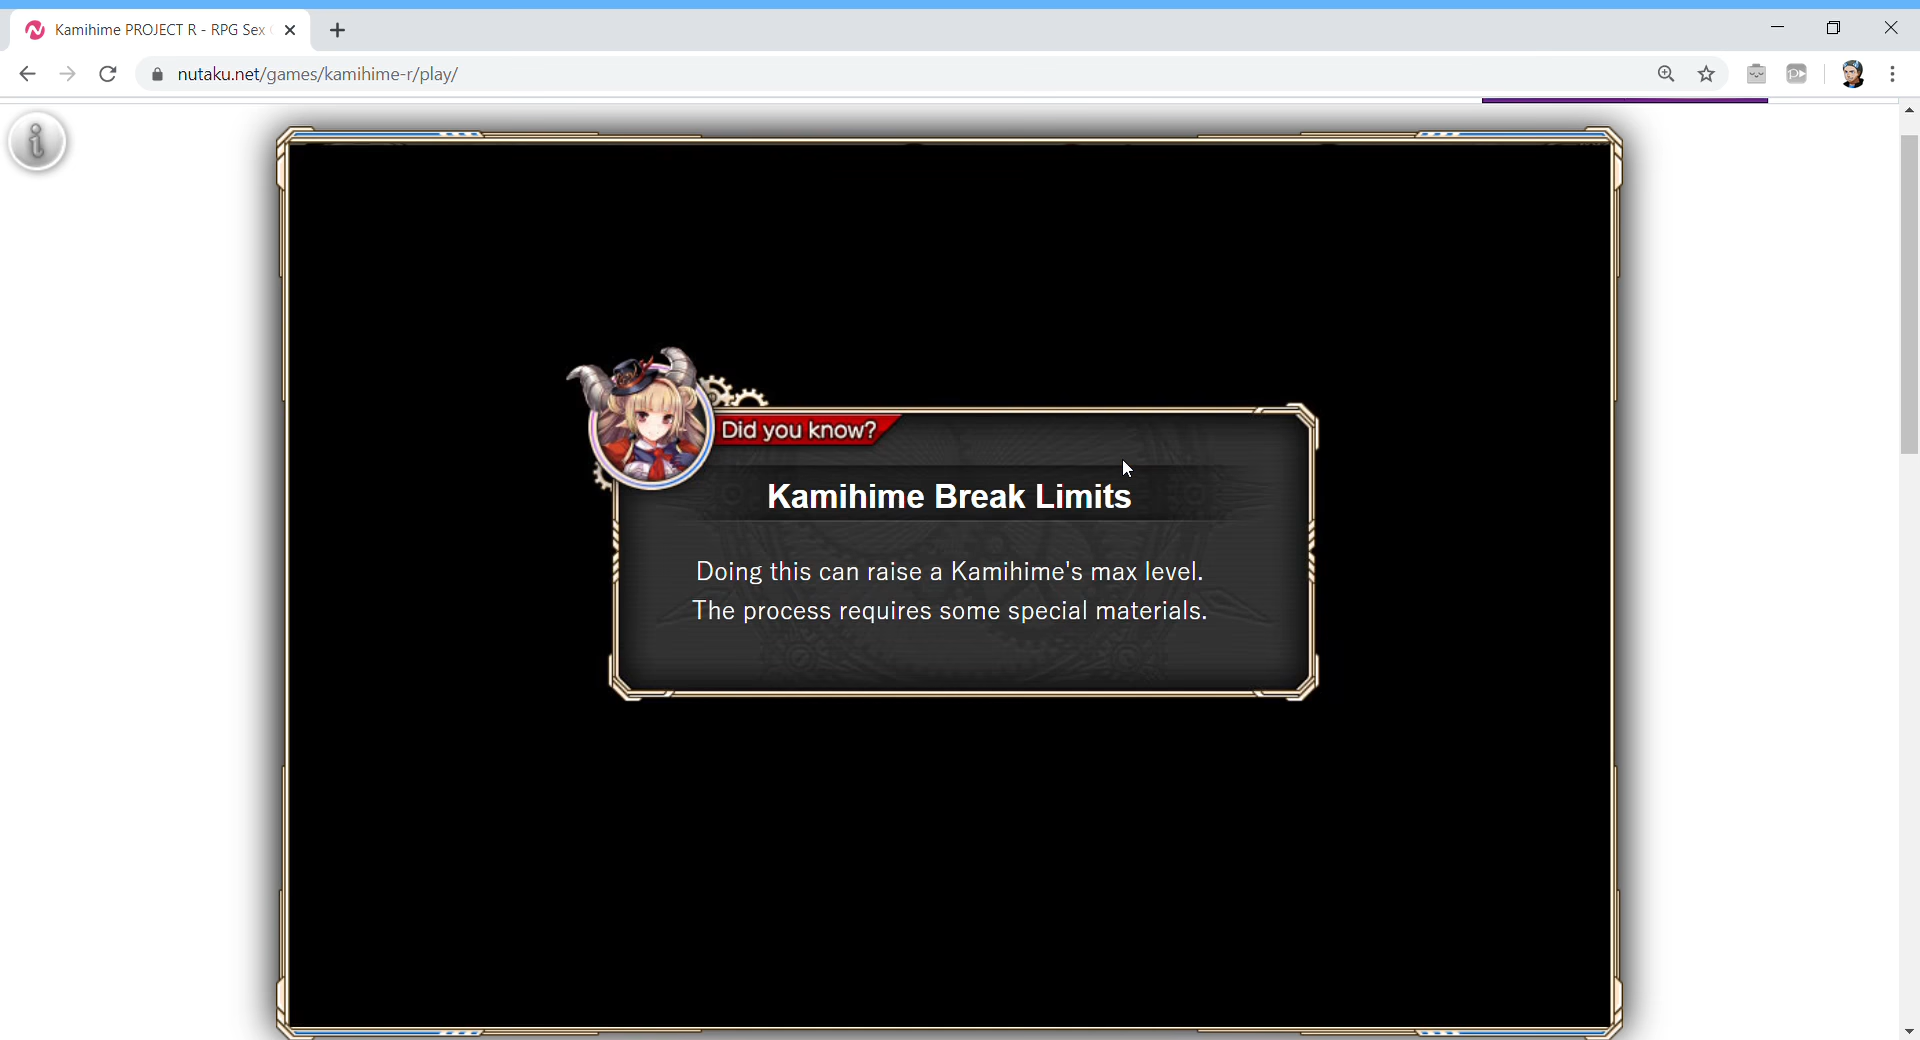 Kamihime PROJECT R - RPG Sex
nutaku.net/games/kamihime-r/play/
Did you know?
Kamihime Break Limits
Doing this can raise a Kamihime's max level.
The process requires some special materials.